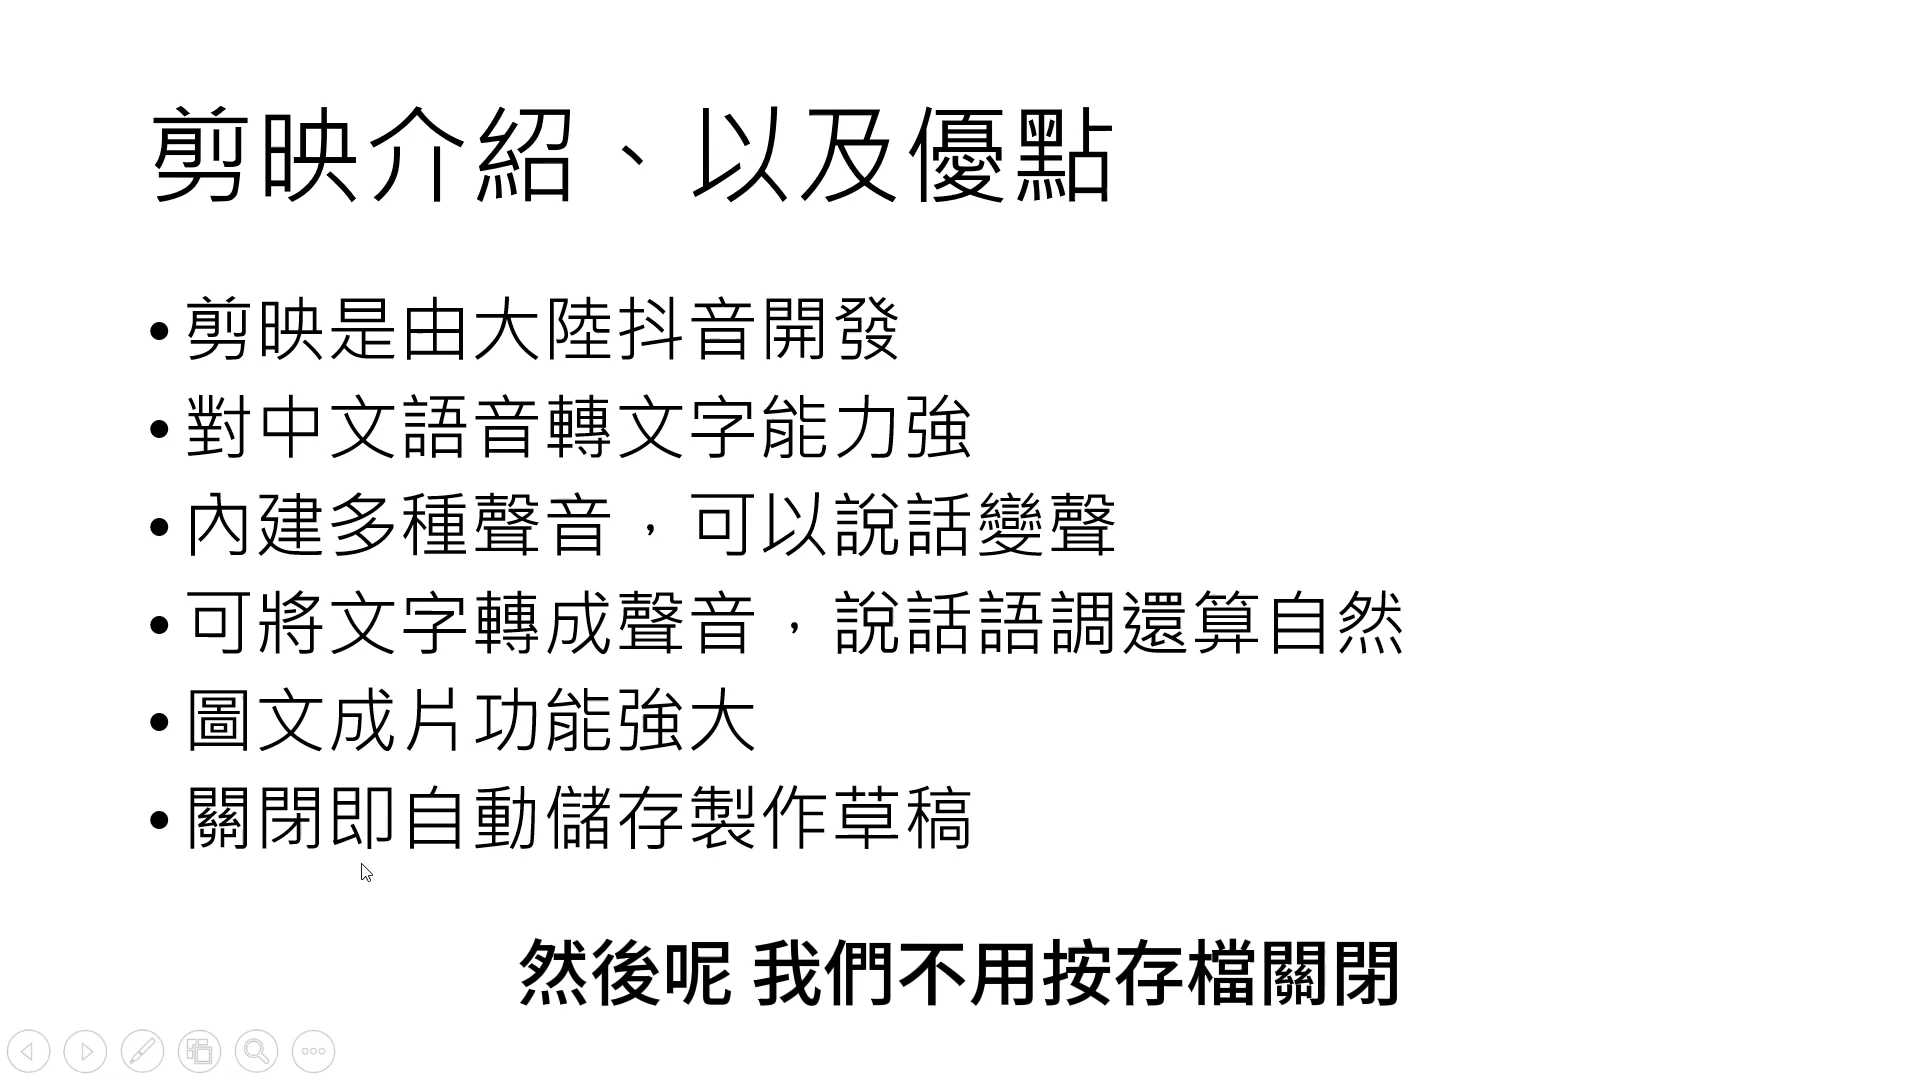 剪映介紹、以及優點
• 剪映是由大陸抖音開發
• 對中文語音轉文字能力強
• 內建多種聲音，可以說話變聲
• 可將文字轉成聲音，說話語調還算自然
• 圖文成片功能強大
• 關閉即自動儲存製作草稿
然後呢 我們不用按存檔關閉